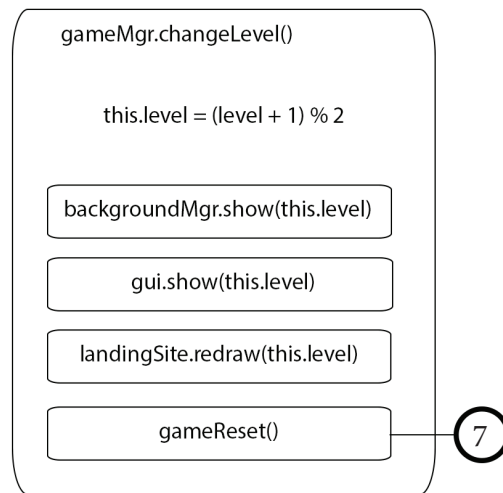 gameMgr.changeLevel()
this.level = (level + 1) % 2
backgroundMgr.show(this.level)
gui.show(this.level)
landingSite.redraw(this.level)
gameReset()
7